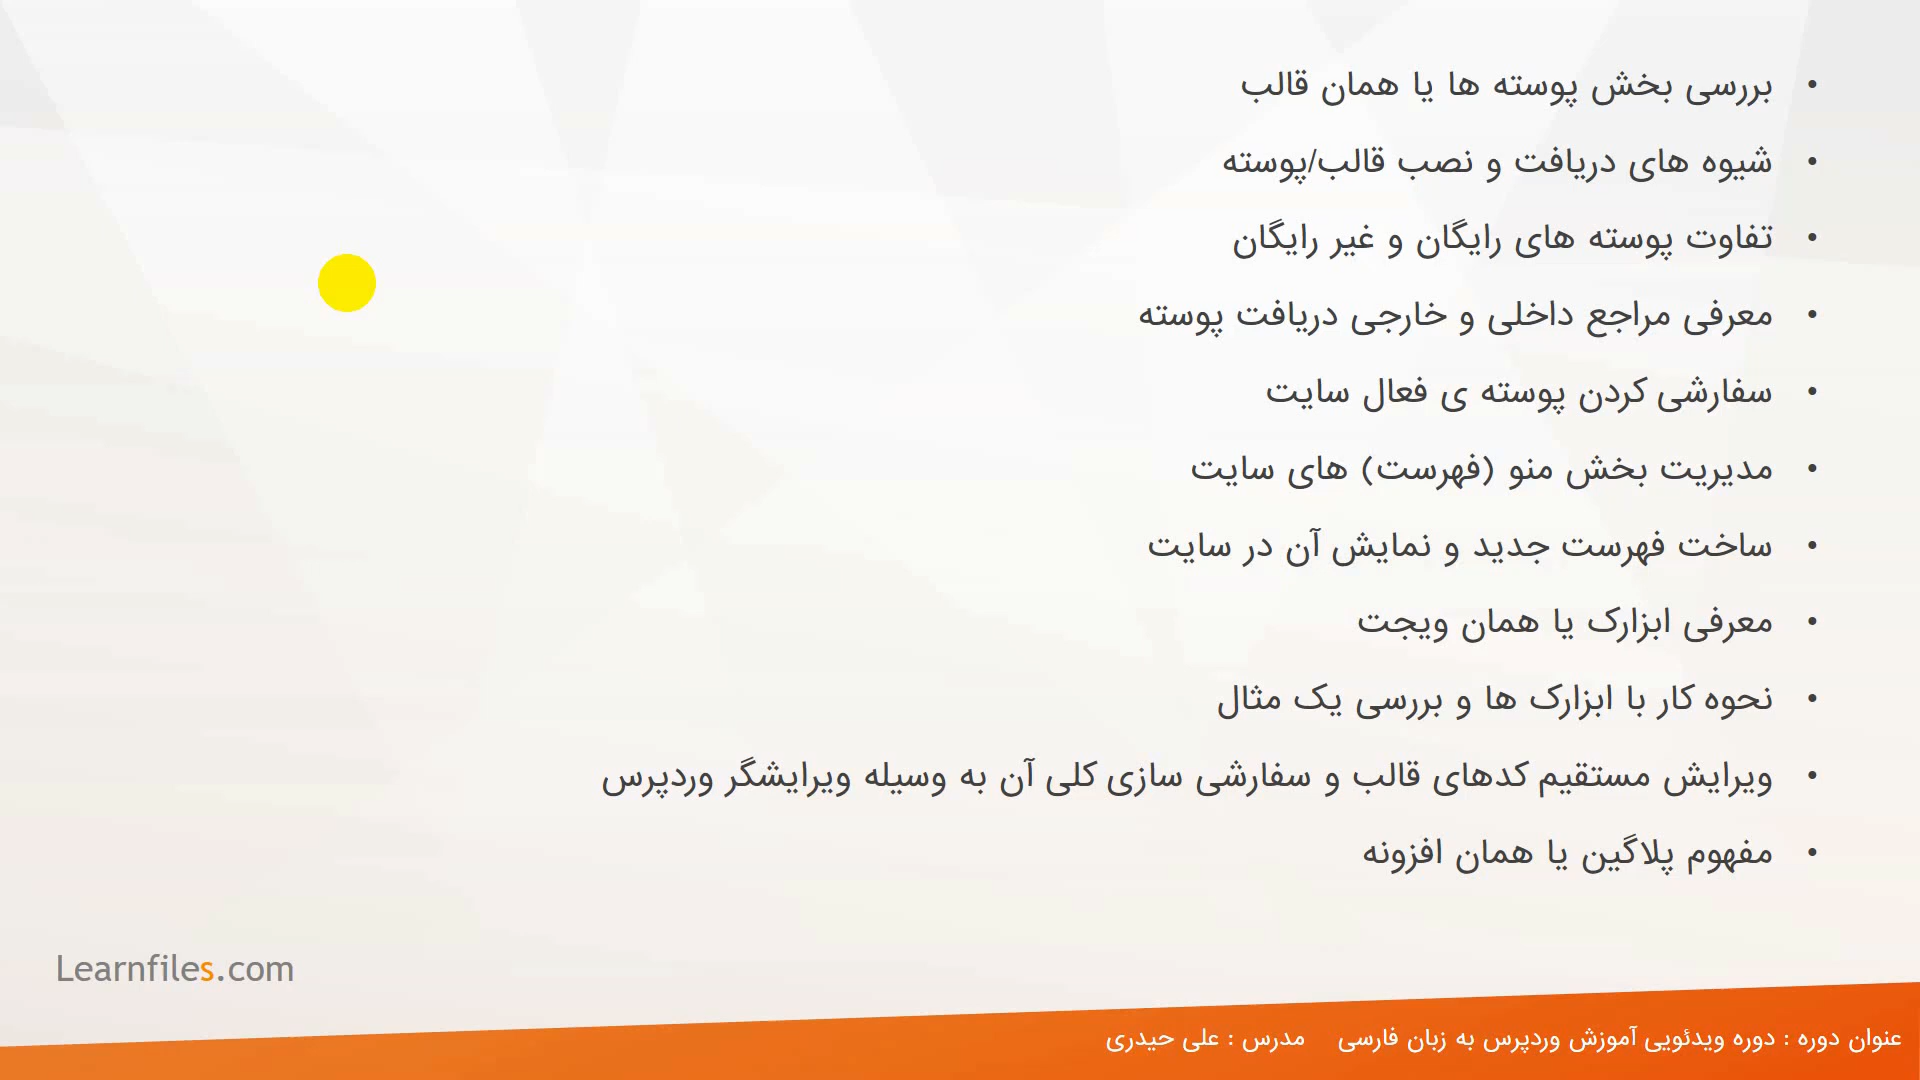 • بررسی بخش پوسته ها یا همان قالب
• شیوه های دریافت و نصب قالب/پوسته
• تفاوت پوسته های رایگان و غیر رایگان
• معرفی مراجع داخلی و خارجی دریافت پوسته
• سفارشی کردن پوسته ی فعال سایت
• مدیریت بخش منو (فهرست) های سایت
• ساخت فهرست جدید و نمایش آن در سایت
• معرفی ابزارک یا همان ویجت
• نحوه کار با ابزارک ها و بررسی یک مثال
• ویرایش مستقیم کدهای قالب و سفارشی سازی کلی آن به وسیله ویرایشگر وردپرس
• مفهوم پلاگین یا همان افزونه
Learnfiles.com
عنوان دوره : دوره ویدئویی آموزش وردپرس به زبان فارسی مدرس : علی حیدری